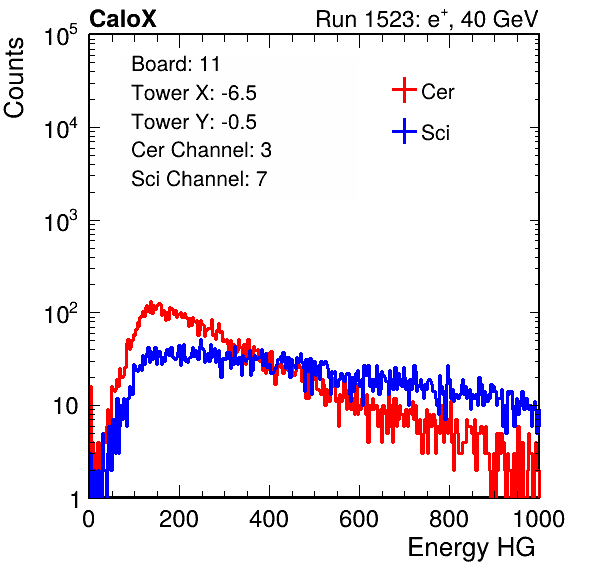 CaloX Run 1523: e⁺, 40 GeV
Counts
Board: 11
Tower X: -6.5
Tower Y: -0.5
Cer Channel: 3
Sci Channel: 7
Cer
Sci
10⁵
10⁴
10³
10²
10
1
0 200 400 600 800 1000
Energy HG